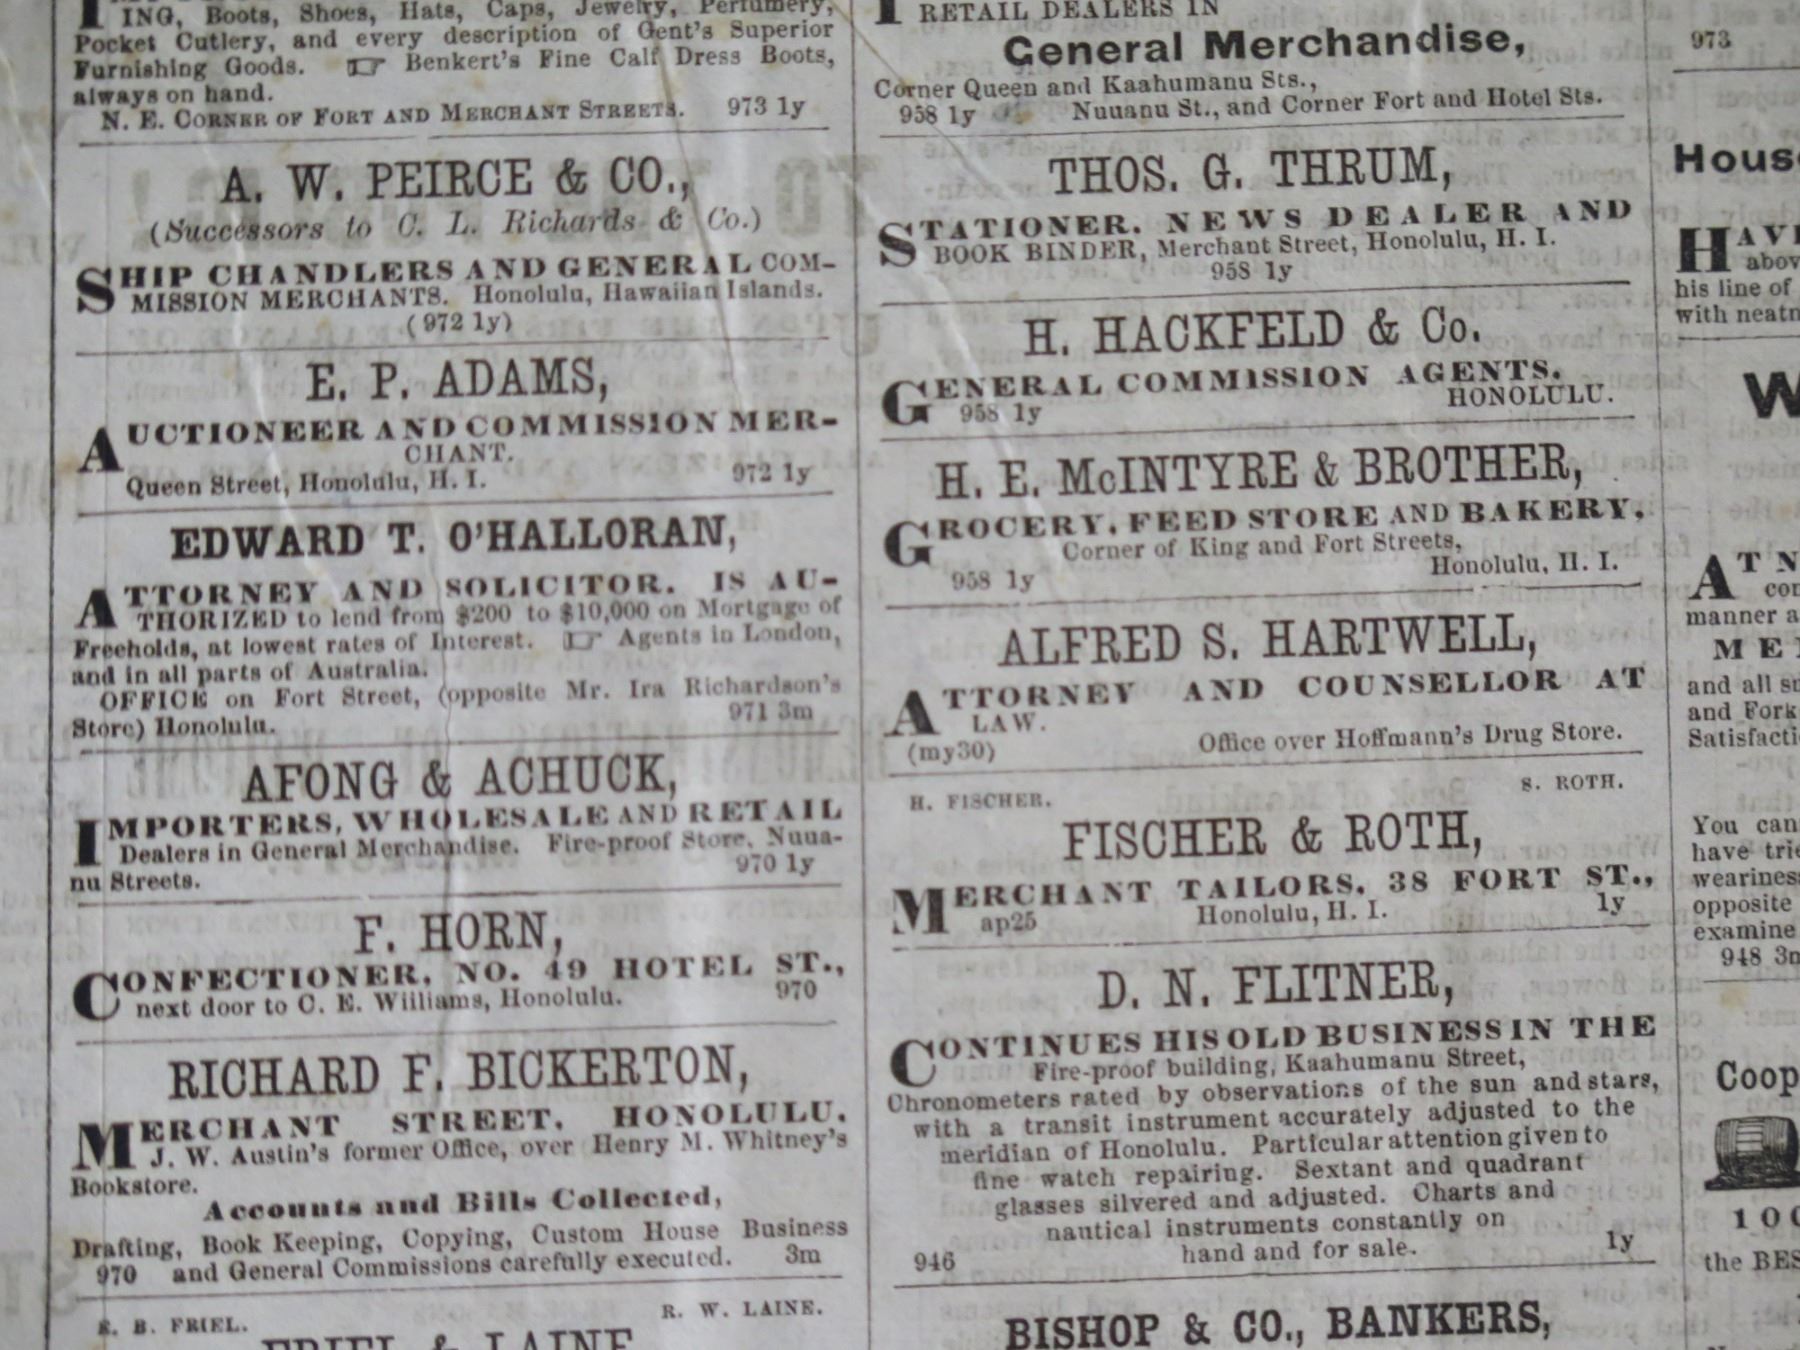 ING, Boots, Shoes, Hats, Caps, Jewelry, Perfumery,
Pocket Cutlery, and every description of Gent's Superior
Furnishing Goods. ☞ Benkert's Fine Calf Dress Boots,
always on hand.
N. E. CORNER OF FORT AND MERCHANT STREETS. 973 1y
A. W. PEIRCE & CO.,
(Successors to C. L. Richards & Co.)
SHIP CHANDLERS AND GENERAL COM-
MISSION MERCHANTS. Honolulu, Hawaiian Islands.
(972 1y)
E. P. ADAMS,
AUCTIONEER AND COMMISSION MER-
CHANT.
Queen Street, Honolulu, H. I. 972 1y
EDWARD T. O'HALLORAN,
ATTORNEY AND SOLICITOR. IS AU-
THORIZED to lend from $200 to $10,000 on Mortgage of
Freeholds, at lowest rates of Interest. ☞ Agents in London,
and in all parts of Australia.
OFFICE on Fort Street, (opposite Mr. Ira Richardson's
Store) Honolulu. 971 3m
AFONG & ACHUCK,
IMPORTERS, WHOLESALE AND RETAIL
Dealers in General Merchandise. Fire-proof Store, Nuua-
nu Streets. 970 1y
F. HORN,
CONFECTIONER, NO. 49 HOTEL ST.,
next door to C. E. Williams, Honolulu. 970
RICHARD F. BICKERTON,
MERCHANT STREET, HONOLULU.
J. W. Austin's former Office, over Henry M. Whitney's
Bookstore.
Accounts and Bills Collected,
Drafting, Book Keeping, Copying, Custom House Business
970 and General Commissions carefully executed. 3m
E. B. FRIEL. R. W. LAINE.
FRIEL & LAINE
RETAIL DEALERS IN
General Merchandise,
Corner Queen and Kaahumanu Sts.,
958 1y Nuuanu St., and Corner Fort and Hotel Sts.
THOS. G. THRUM,
STATIONER, NEWS DEALER AND
BOOK BINDER, Merchant Street, Honolulu, H. I.
958 1y
H. HACKFELD & Co.
GENERAL COMMISSION AGENTS.
958 1y HONOLULU.
H. E. McINTYRE & BROTHER,
GROCERY, FEED STORE AND BAKERY,
Corner of King and Fort Streets,
958 1y Honolulu, H. I.
ALFRED S. HARTWELL,
ATTORNEY AND COUNSELLOR AT
LAW.
(my30) Office over Hoffmann's Drug Store.
H. FISCHER. S. ROTH.
FISCHER & ROTH,
MERCHANT TAILORS, 38 FORT ST.,
ap25 Honolulu, H. I. 1y
D. N. FLITNER,
CONTINUES HIS OLD BUSINESS IN THE
Fire-proof building, Kaahumanu Street,
Chronometers rated by observations of the sun and stars,
with a transit instrument accurately adjusted to the
meridian of Honolulu. Particular attention given to
fine watch repairing. Sextant and quadrant
glasses silvered and adjusted. Charts and
nautical instruments constantly on
946 hand and for sale. 1y
BISHOP & CO., BANKERS,
973
House
HAVI
abov
his line of
with neatn
W
AT N
con
manner a
ME
and all su
and Fork
Satisfacti
You can
have trie
weariness
opposite
examine
948 3m
Coop
100
the BES